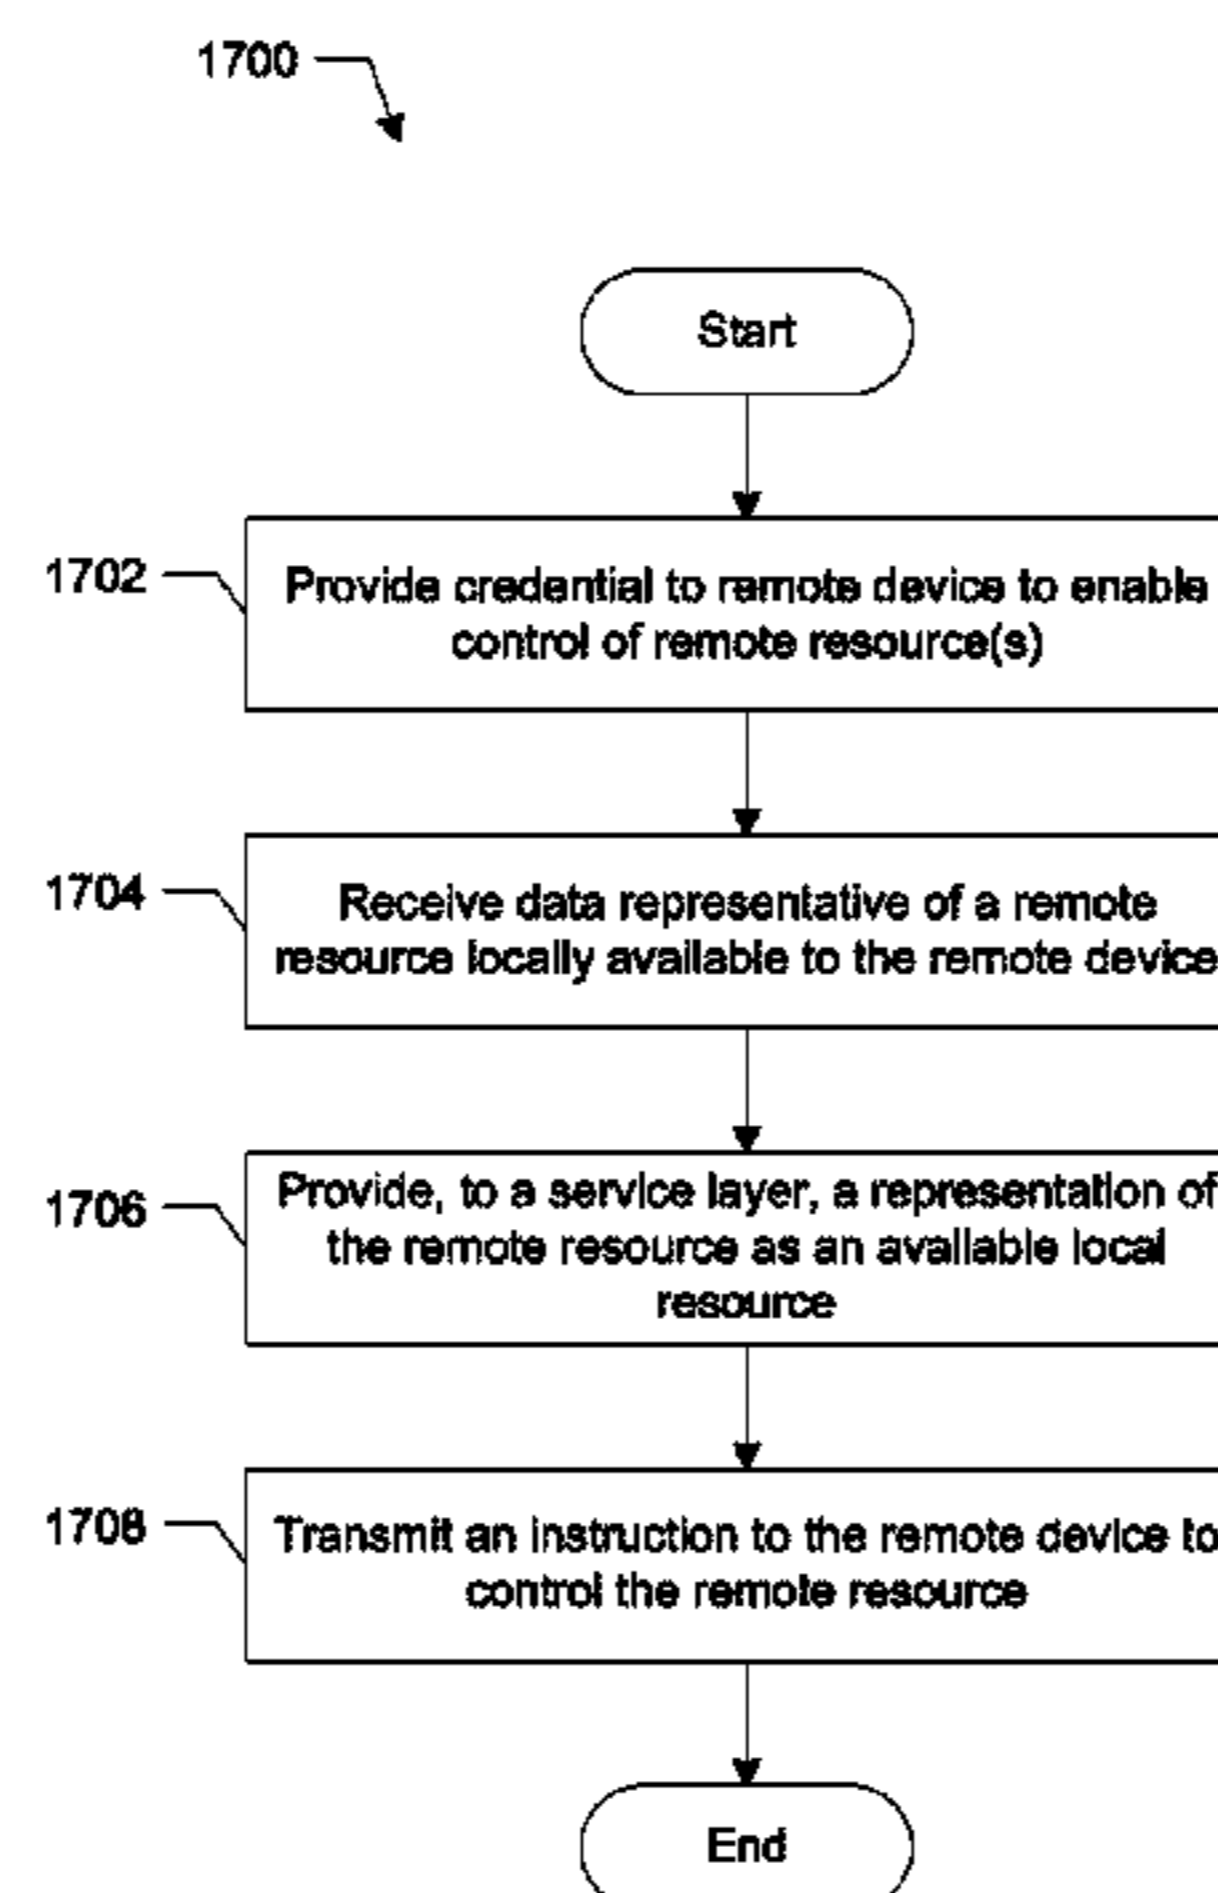 1700
Start
1702
Provide credential to remote device to enable
control of remote resource(s)
1704
Receive data representative of a remote
resource locally available to the remote device
1706
Provide, to a service layer, a representation of
the remote resource as an available local
resource
1708
Transmit an instruction to the remote device to
control the remote resource
End